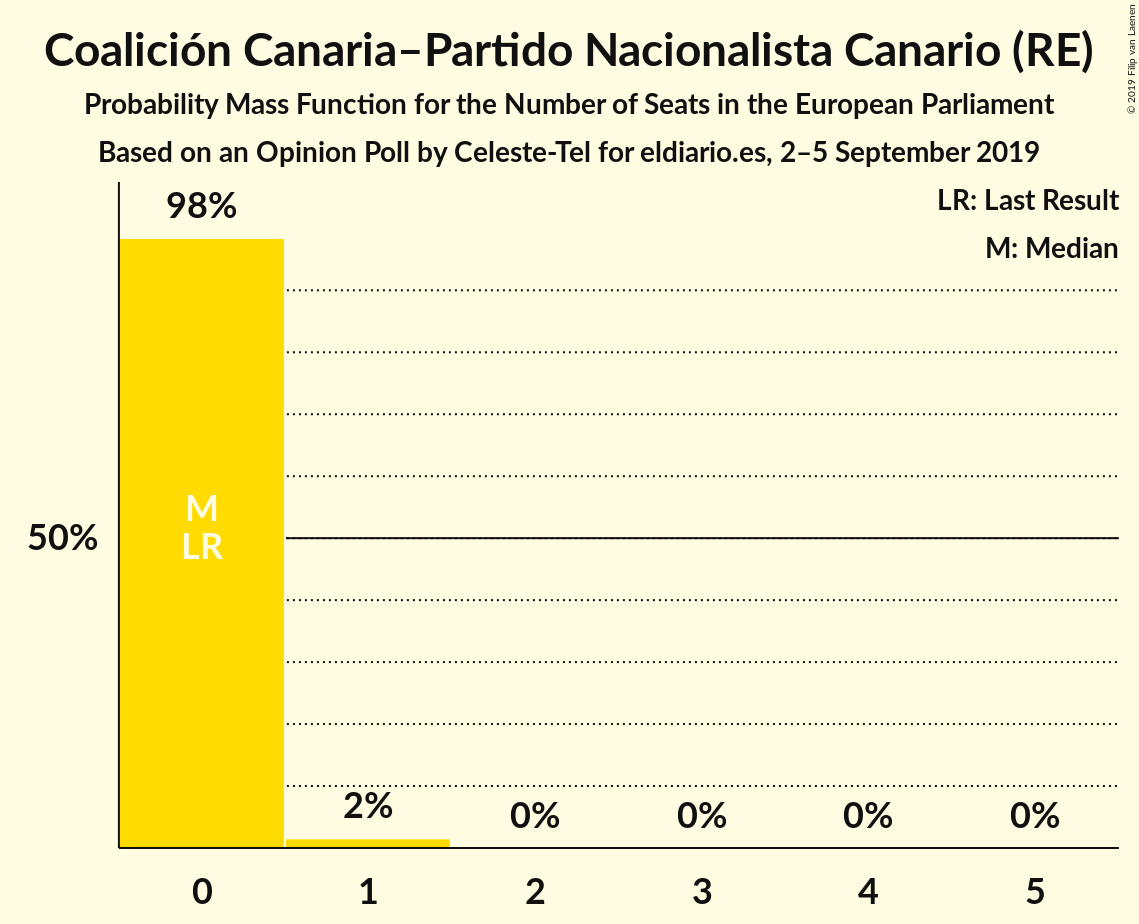 Coalición Canaria–Partido Nacionalista Canario (RE)
Probability Mass Function for the Number of Seats in the European Parliament
Based on an Opinion Poll by Celeste-Tel for eldiario.es, 2–5 September 2019
© 2019 Filip van Laenen
LR: Last Result
M: Median
98%
M
LR
50%
2%
0%
0%
0%
0%
0
1
2
3
4
5